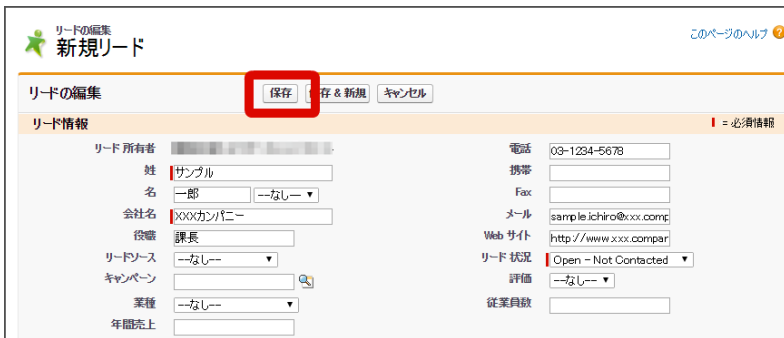 リードの編集
新規リード
このページのヘルプ
リードの編集
保存
存 & 新規
キャンセル
リード情報
= 必須情報
リード 所有者
電話 03-1234-5678
姓 サンプル
携帯
名 一郎 --なし--
Fax
会社名 XXXカンパニー
メール sample.ichiro@xxx.comp
役職 課長
Web サイト http://www.xxx.compar
リードソース --なし--
リード 状況 Open - Not Contacted
キャンペーン
評価 --なし--
業種 --なし--
従業員数
年間売上